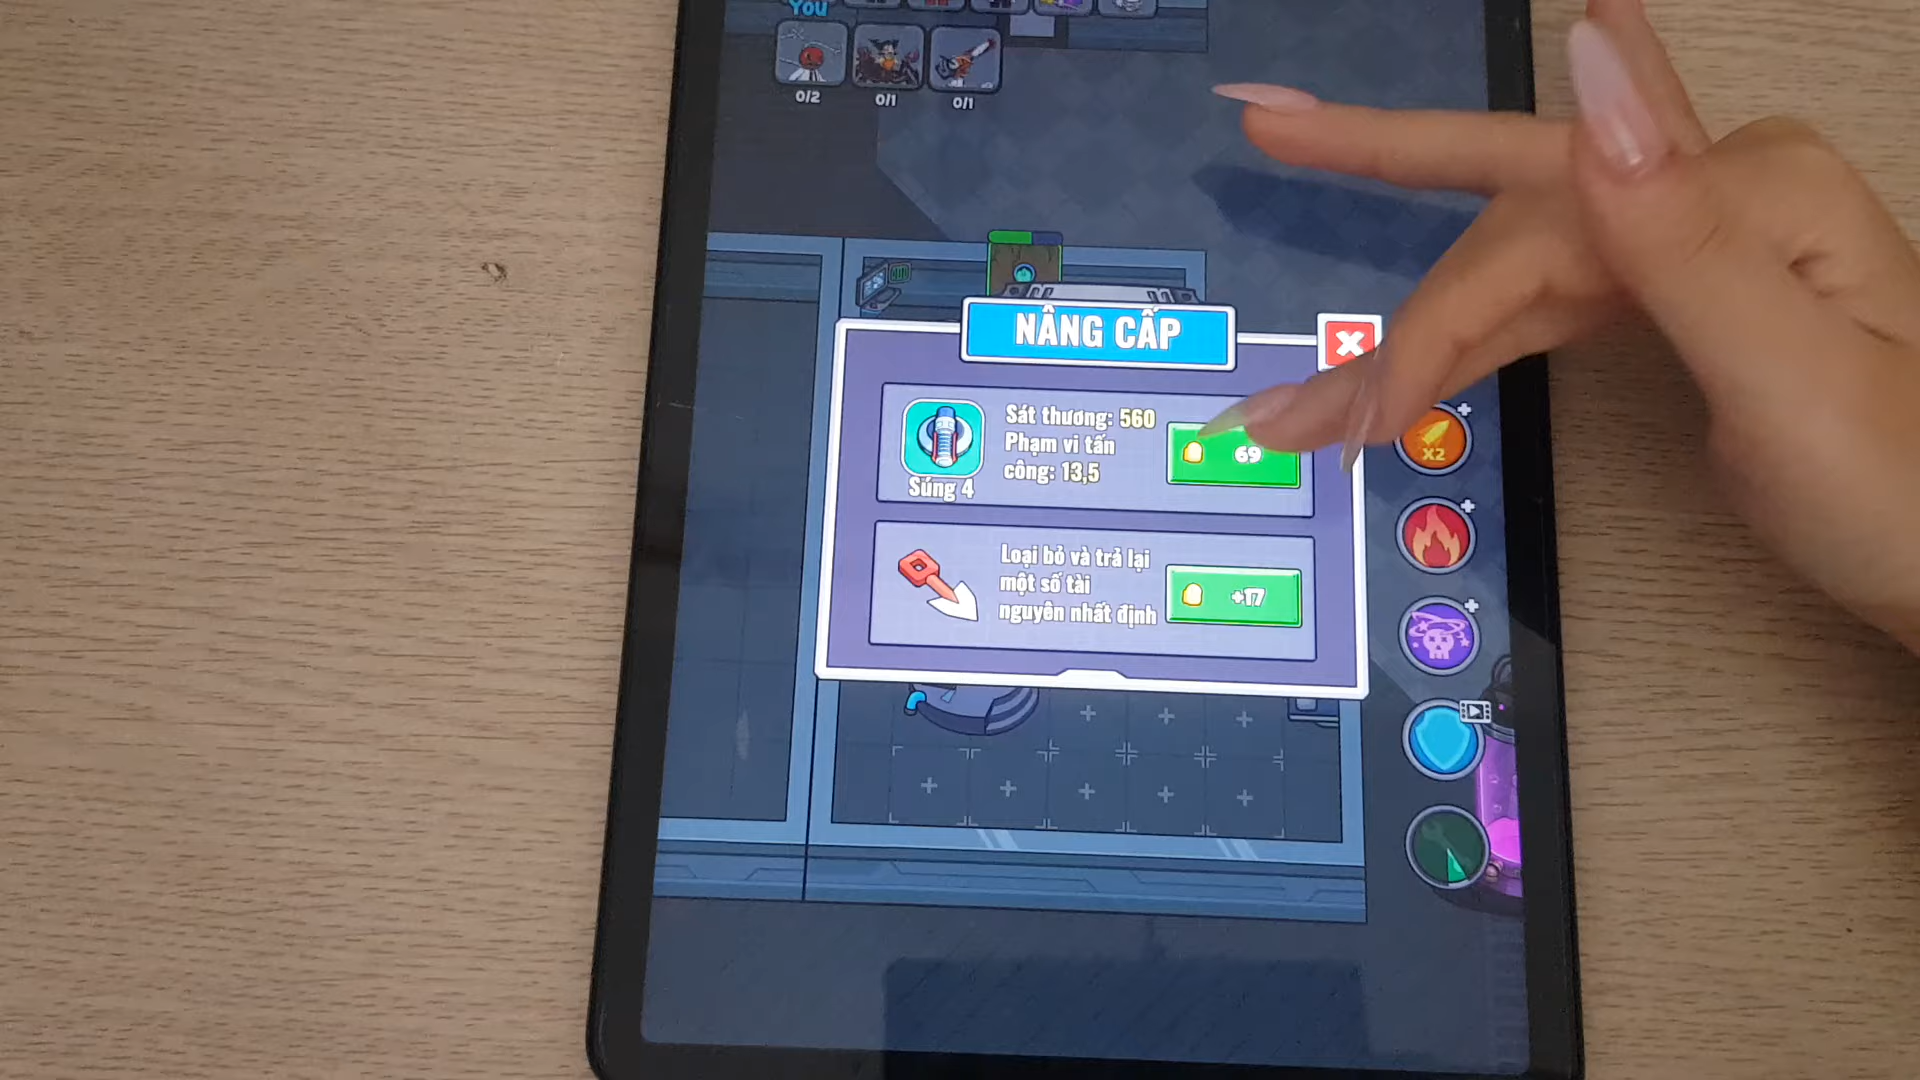 You
0/2
0/1
0/1
NÂNG CẤP
Sát thương: 560
Phạm vi tấn
công: 13,5
69
Súng 4
X2
Loại bỏ và trả lại
một số tài
nguyên nhất định
+17